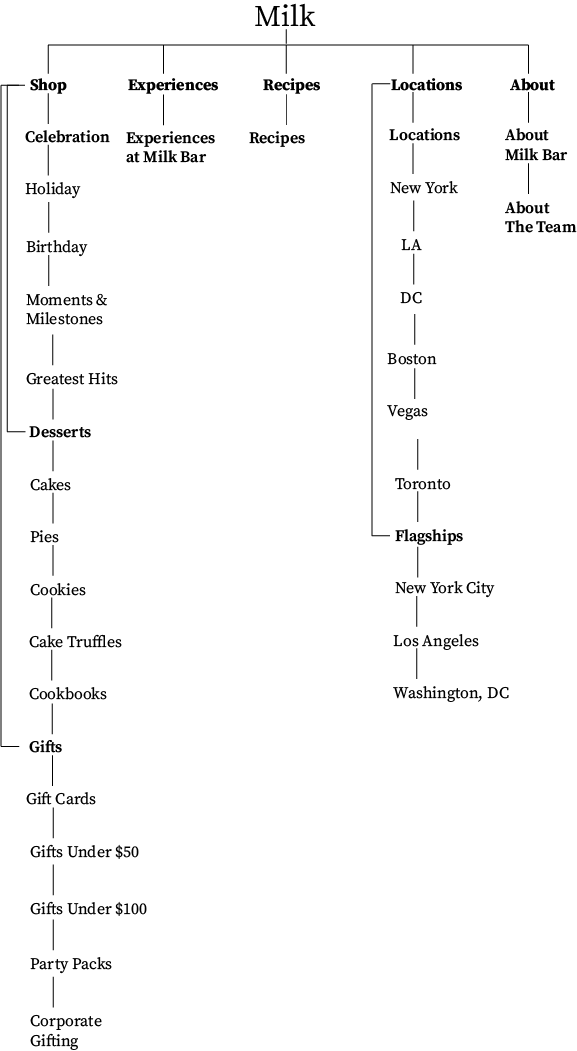 Milk
Shop
Experiences
Recipes
Locations
About
Celebration
Holiday
Birthday
Moments &
Milestones
Greatest Hits
Desserts
Cakes
Pies
Cookies
Cake Truffles
Cookbooks
Gifts
Gift Cards
Gifts Under $50
Gifts Under $100
Party Packs
Corporate
Gifting
Experiences
at Milk Bar
Recipes
Locations
New York
LA
DC
Boston
Vegas
Toronto
Flagships
New York City
Los Angeles
Washington, DC
About
Milk Bar
About
The Team